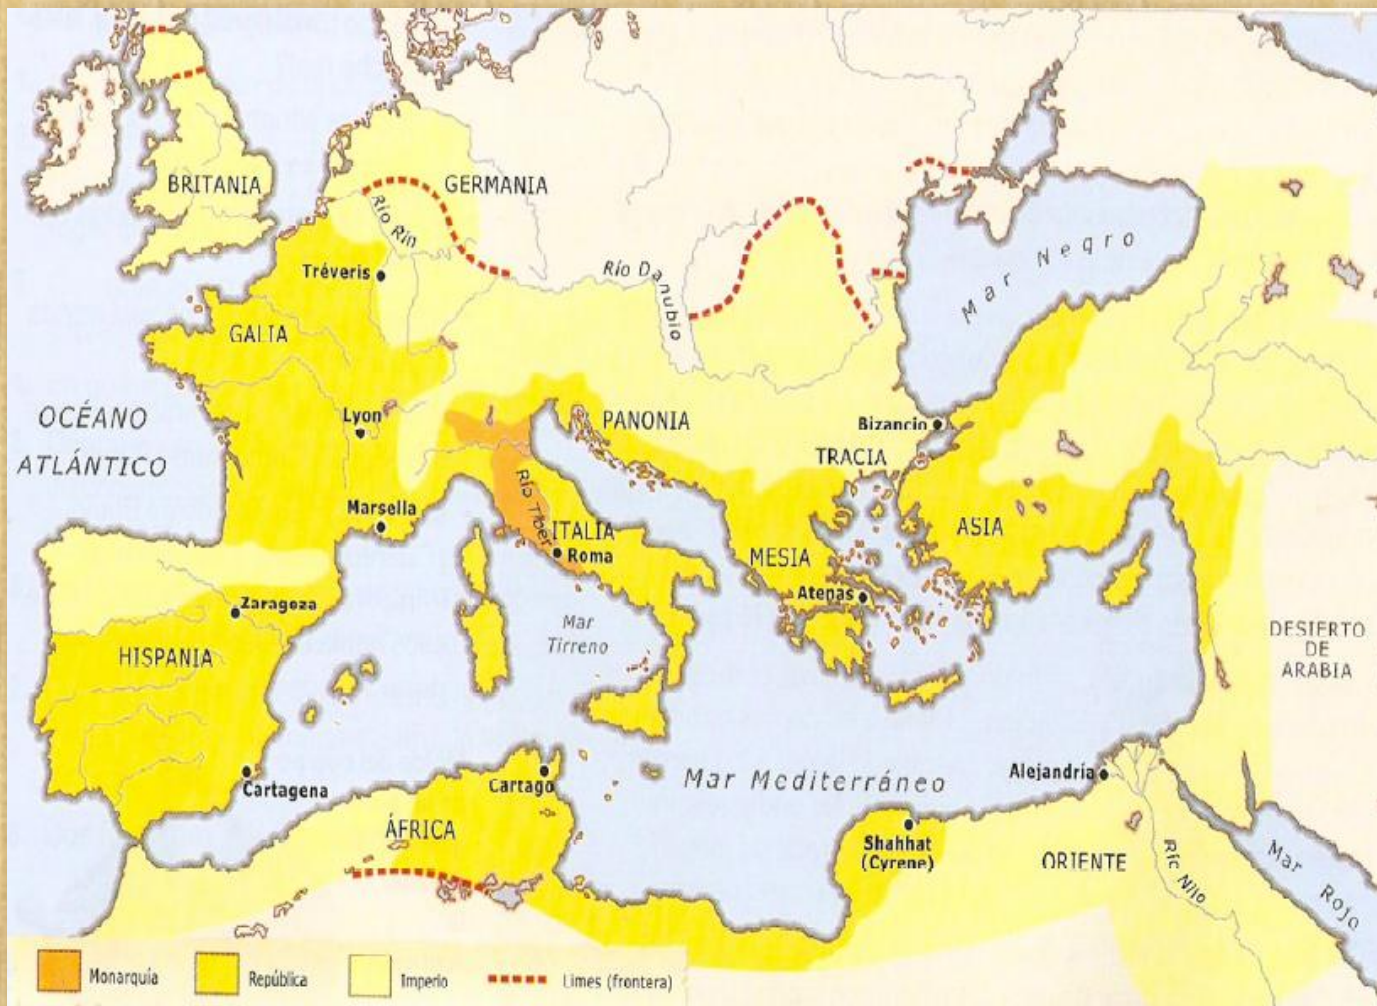 BRITANIA
GERMANIA
Río Rin
Tréveris
Río Danubio
Mar Negro
GALIA
OCÉANO
ATLÁNTICO
Lyon
PANONIA
Bizancio
TRACIA
Marsella
Río Tíber
ITALIA
Roma
ASIA
MESIA
Atenas
Zaragoza
Mar
Tirreno
HISPANIA
DESIERTO
DE
ARABIA
Cartagena
Cartago
Mar Mediterráneo
Alejandría
ÁFRICA
Shahhat
(Cyrene)
ORIENTE
Río Nilo
Mar Rojo
Monarquía
República
Imperio
Limes (frontera)